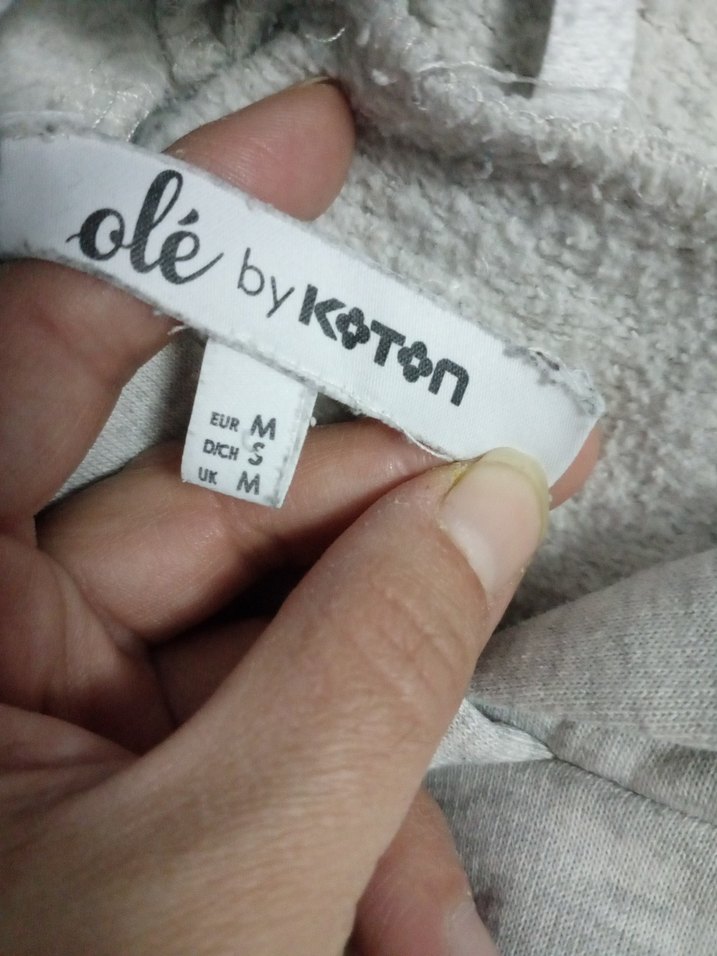 olé by KOTON
EUR M
D/CH S
UK M